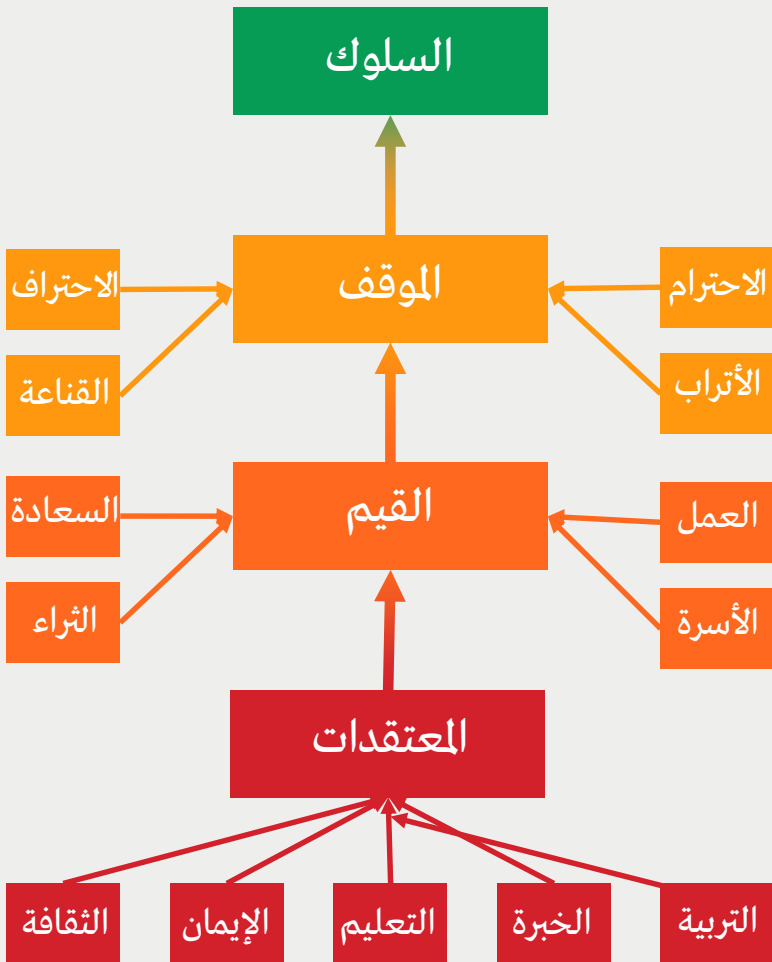 السلوك
الموقف
الاحترام
الاحتراف
الأتراب
القناعة
القيم
العمل
السعادة
الأسرة
الثراء
المعتقدات
التربية
الخبرة
التعليم
الإيمان
الثقافة